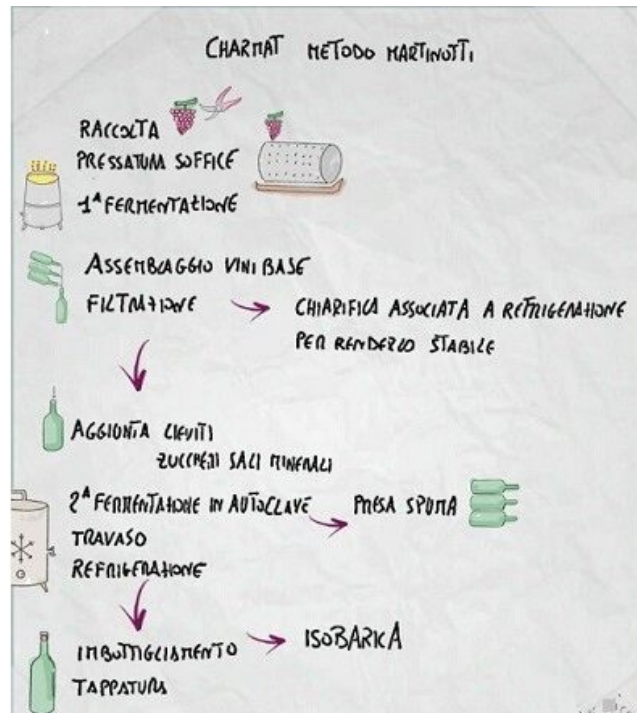 CHARMAT METODO MARTINOTTI
RACCOLTA
PRESSATURA SOFFICE
1ª FERMENTAZIONE
ASSEMBLAGGIO VINI BASE
FILTRAZIONE → CHIARIFICA ASSOCIATA A REFRIGERAZIONE
PER RENDERLO STABILE
AGGIONTA LIEVITI
ZUCCHERI SALI MINERALI
2ª FERMENTAZIONE IN AUTOCLAVE → PRESA SPUMA
TRAVASO
REFRIGERAZIONE
IMBOTTIGLIAMENTO → ISOBARICA
TAPPATURA